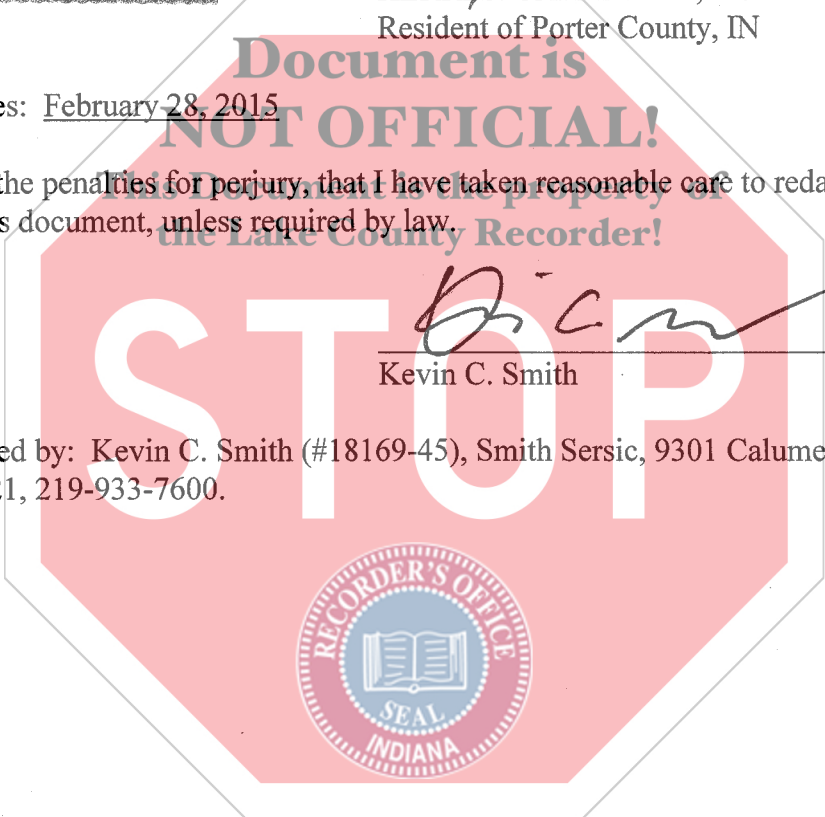 Resident of Porter County, IN
Document is
es: February 28, 2015
NOT OFFICIAL!
the penalties for perjury, that I have taken reasonable care to reda
This Document is the property of
s document, unless required by law.
the Lake County Recorder!
STOP
Kevin C. Smith
ed by: Kevin C. Smith (#18169-45), Smith Sersic, 9301 Calume
1, 219-933-7600.
RECORDER'S OFFICE
SEAL
INDIANA